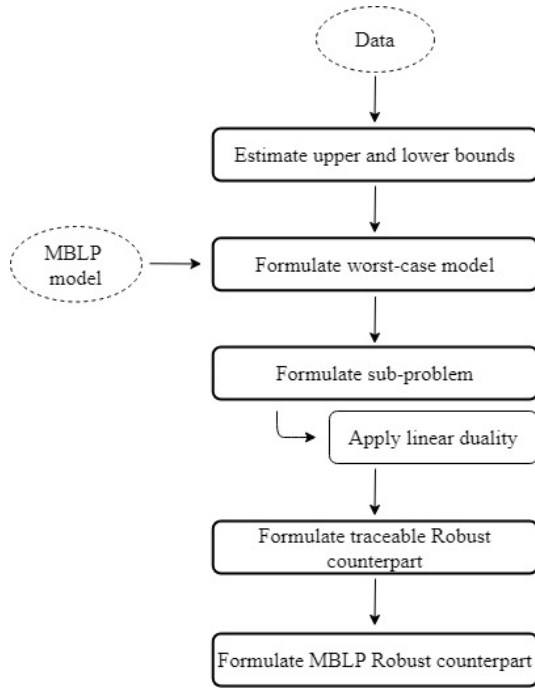 Data
Estimate upper and lower bounds
MBLP
model
Formulate worst-case model
Formulate sub-problem
Apply linear duality
Formulate traceable Robust
counterpart
Formulate MBLP Robust counterpart